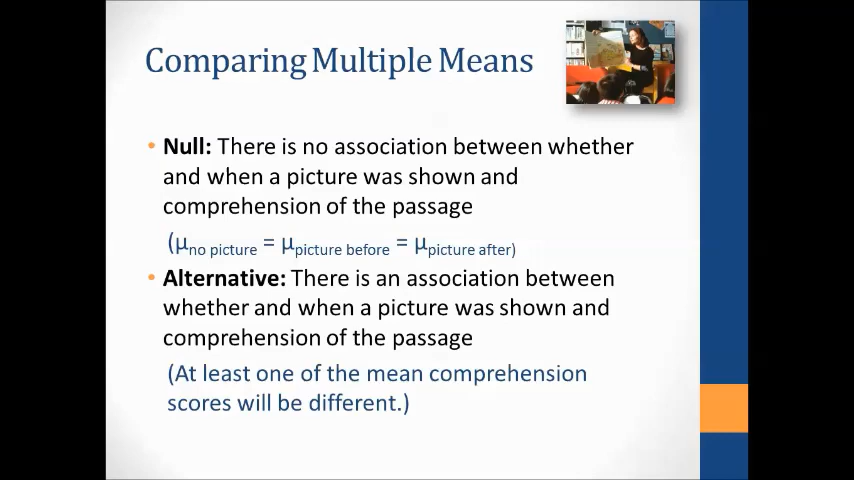 Comparing Multiple Means
• Null: There is no association between whether
and when a picture was shown and
comprehension of the passage
(μno picture = μpicture before = μpicture after)
• Alternative: There is an association between
whether and when a picture was shown and
comprehension of the passage
(At least one of the mean comprehension
scores will be different.)